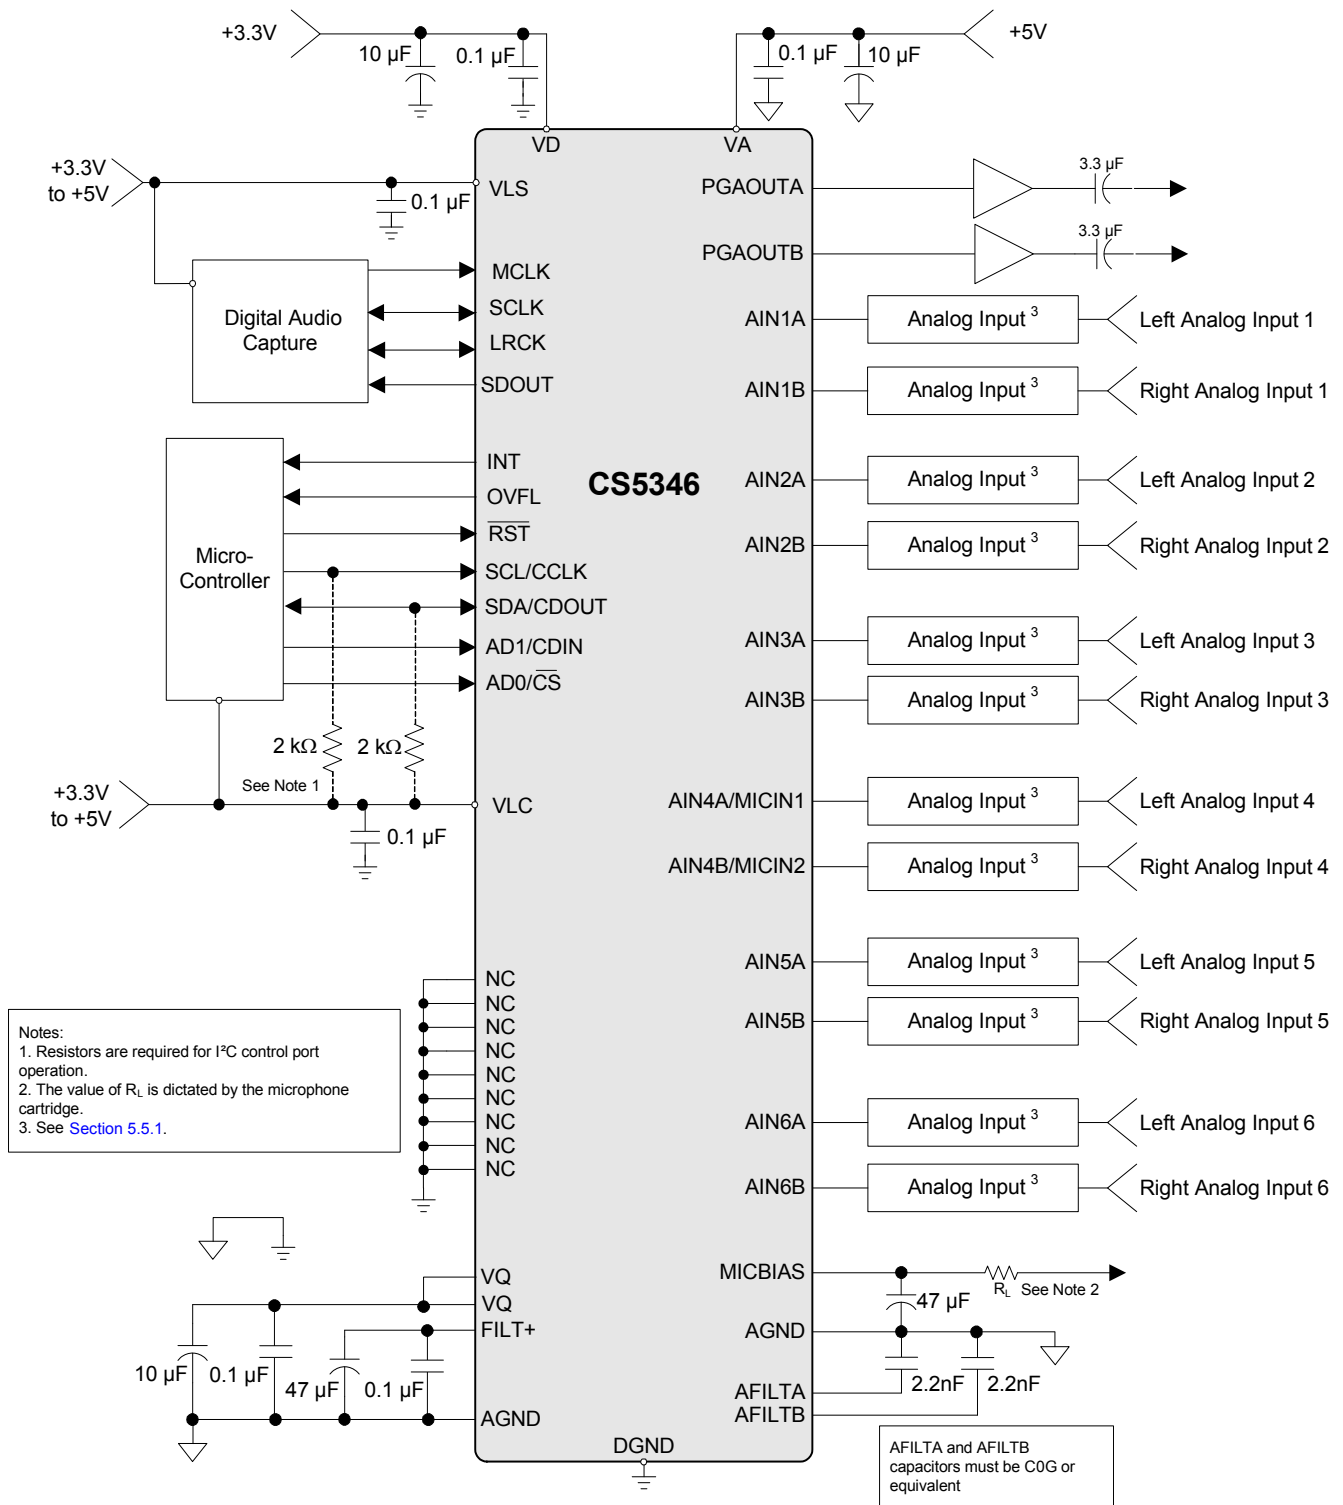 +3.3V
10 µF
0.1 µF
0.1 µF
10 µF
+5V
VD
VA
+3.3V
to +5V
VLS
0.1 µF
PGAOUTA
3.3 µF
PGAOUTB
3.3 µF
Digital Audio
Capture
MCLK
SCLK
LRCK
SDOUT
AIN1A
Analog Input 3
Left Analog Input 1
AIN1B
Analog Input 3
Right Analog Input 1
Micro-
Controller
INT
OVFL
RST
SCL/CCLK
SDA/CDOUT
AD1/CDIN
AD0/CS
CS5346
AIN2A
Analog Input 3
Left Analog Input 2
AIN2B
Analog Input 3
Right Analog Input 2
AIN3A
Analog Input 3
Left Analog Input 3
AIN3B
Analog Input 3
Right Analog Input 3
2 kΩ
2 kΩ
See Note 1
+3.3V
to +5V
VLC
0.1 µF
AIN4A/MICIN1
Analog Input 3
Left Analog Input 4
AIN4B/MICIN2
Analog Input 3
Right Analog Input 4
AIN5A
Analog Input 3
Left Analog Input 5
AIN5B
Analog Input 3
Right Analog Input 5
NC
NC
NC
NC
NC
NC
NC
NC
NC
Notes:
1. Resistors are required for I²C control port
operation.
2. The value of RL is dictated by the microphone
cartridge.
3. See Section 5.5.1.
AIN6A
Analog Input 3
Left Analog Input 6
AIN6B
Analog Input 3
Right Analog Input 6
VQ
VQ
FILT+
10 µF
0.1 µF
47 µF
0.1 µF
AGND
MICBIAS
RL
See Note 2
47 µF
AGND
2.2nF
2.2nF
AFILTA
AFILTB
DGND
AFILTA and AFILTB
capacitors must be C0G or
equivalent